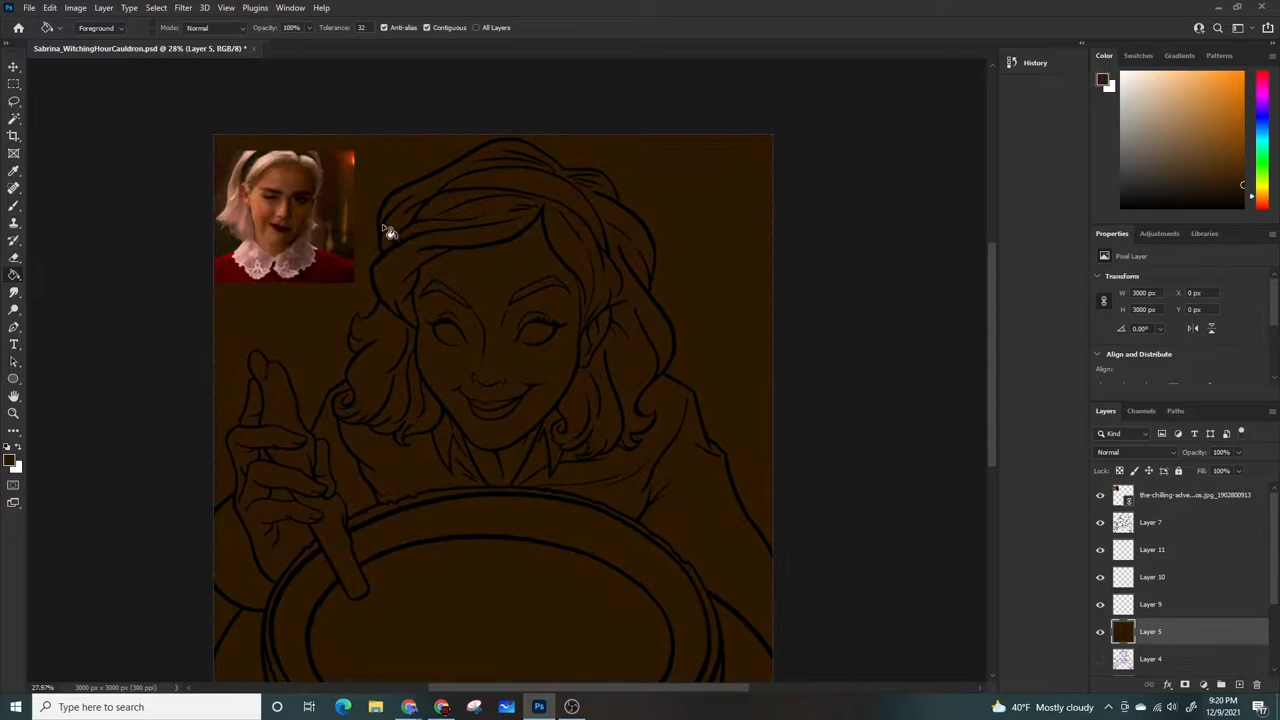 File Edit Image Layer Type Select Filter 3D View Plugins Window Help
Foreground Mode: Normal Opacity: 100% Tolerance: 32 Anti-alias Contiguous All Layers
Sabrina_WitchingHourCauldron.psd @ 28% (Layer 5, RGB/8) *
History
Color Swatches Gradients Patterns
Properties Adjustments Libraries
Pixel Layer
Transform
W 3000 px X 0 px
H 3000 px Y 0 px
0.00°
Align and Distribute
Align:
Layers Channels Paths
Kind
Normal Opacity: 100%
Lock: Fill: 100%
the-chilling-adve...os.jpg_1902800913
Layer 7
Layer 11
Layer 10
Layer 9
Layer 5
Layer 4
27.97% 3000 px x 3000 px (300 ppi)
Type here to search
40°F Mostly cloudy
9:20 PM
12/9/2021